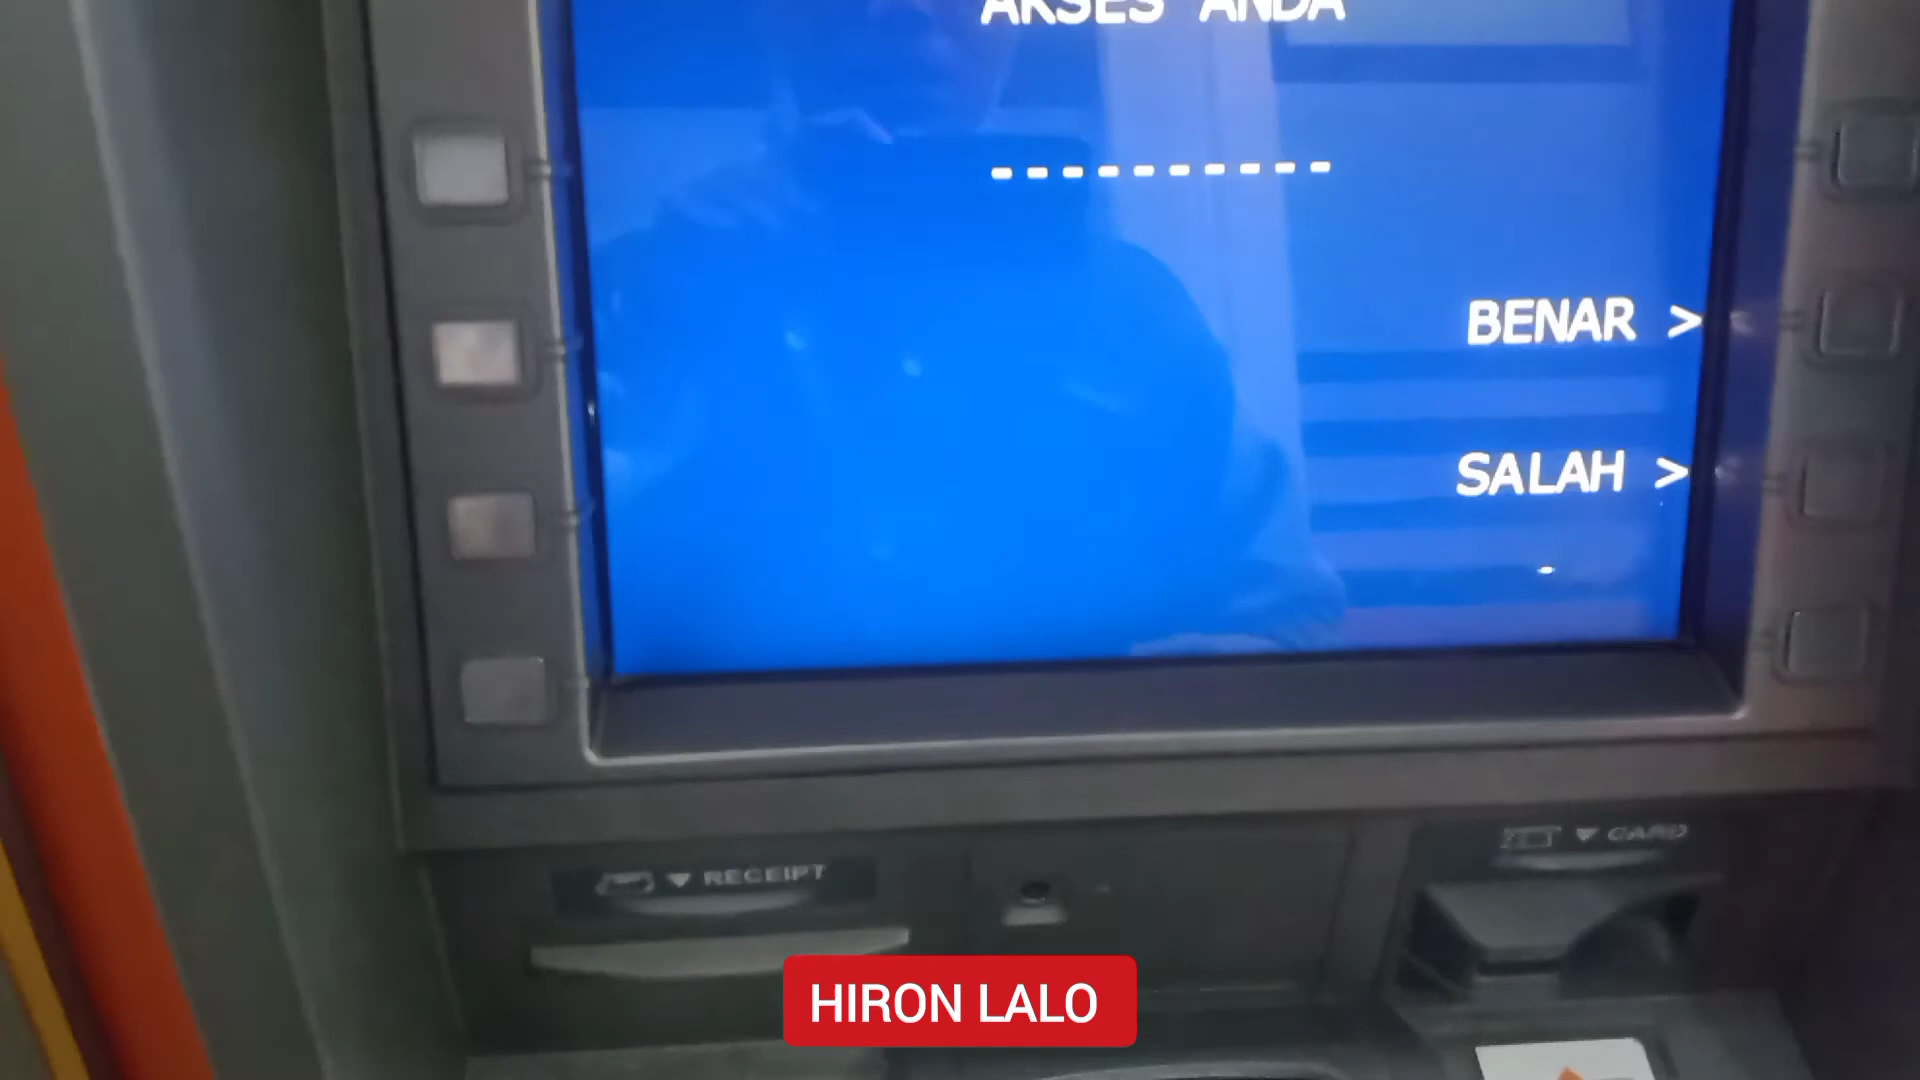 AKSES ANDA
----------
BENAR >
SALAH >
RECEIPT
CARD
HIRON LALO